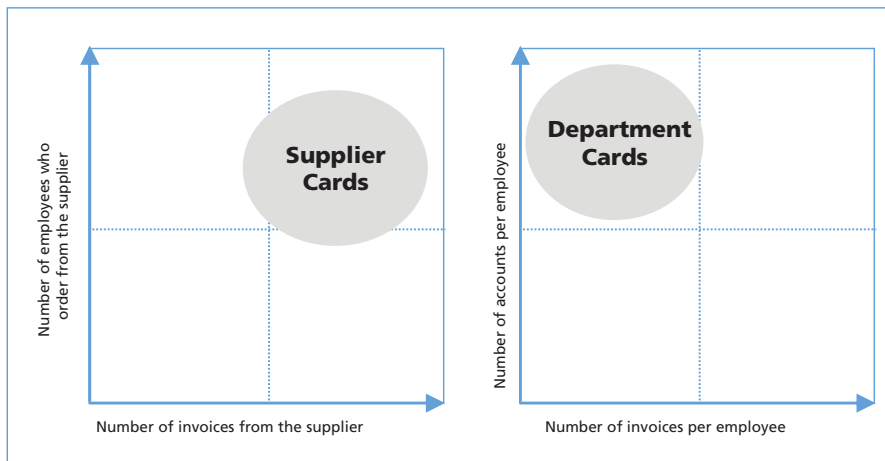 Number of employees who
order from the supplier
Supplier
Cards
Number of invoices from the supplier
Number of accounts per employee
Department
Cards
Number of invoices per employee